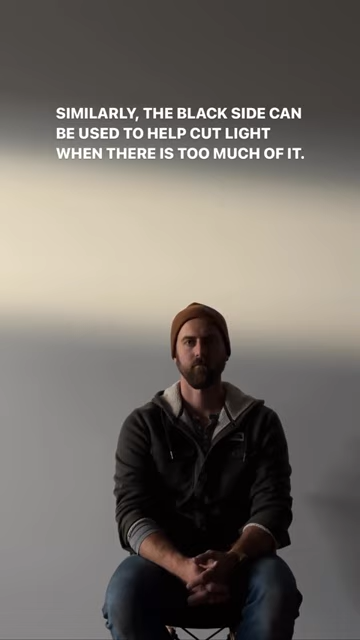 SIMILARLY, THE BLACK SIDE CAN
BE USED TO HELP CUT LIGHT
WHEN THERE IS TOO MUCH OF IT.